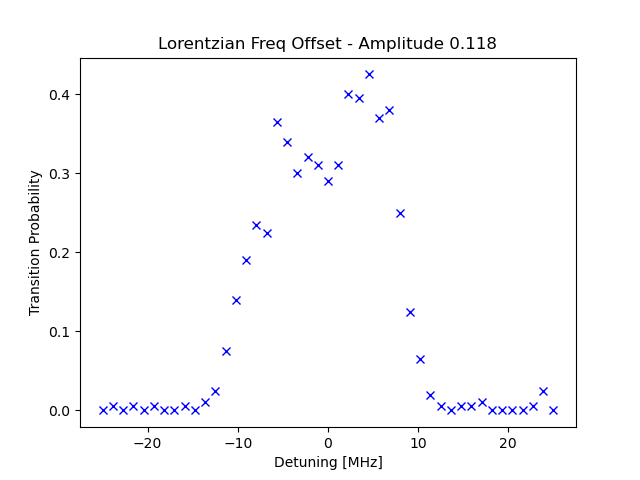 Lorentzian Freq Offset - Amplitude 0.118
Transition Probability
0.4
0.3
0.2
0.1
0.0
−20 −10 0 10 20
Detuning [MHz]